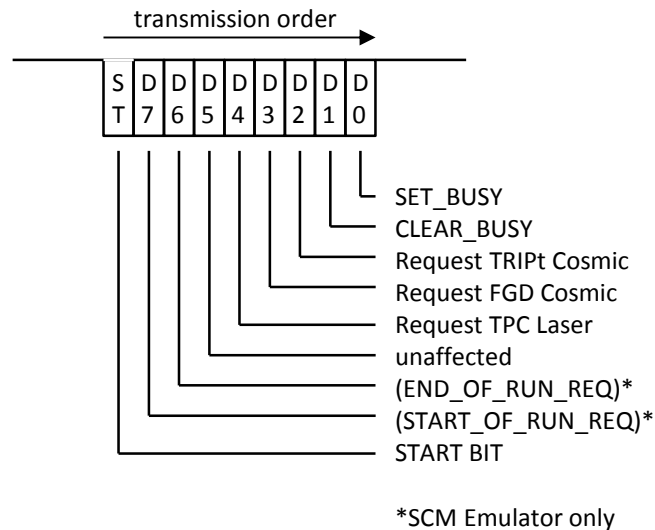 transmission order
S D D D D D D D D
T 7 6 5 4 3 2 1 0
SET_BUSY
CLEAR_BUSY
Request TRIPt Cosmic
Request FGD Cosmic
Request TPC Laser
unaffected
(END_OF_RUN_REQ)*
(START_OF_RUN_REQ)*
START BIT
*SCM Emulator only